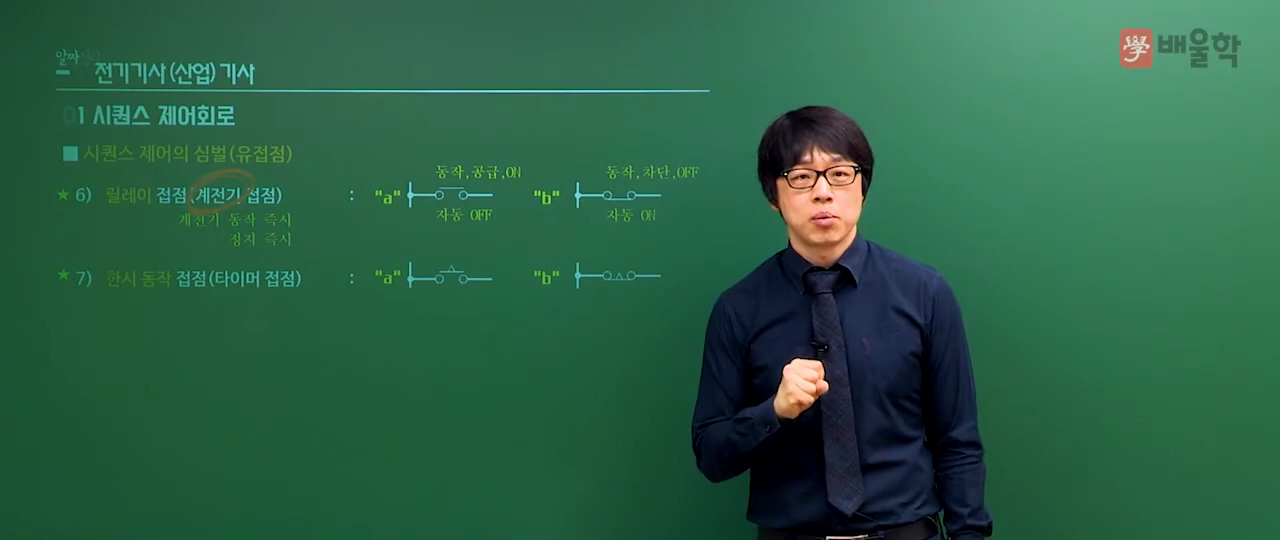 알짜
전기기사(산업)기사
01 시퀀스 제어회로
■ 시퀀스 제어의 심벌(유접점)
동작,공급,ON 동작,차단,OFF
★ 6) 릴레이 접점(계전기 접점) : "a" "b"
계전기 동작 즉시 자동 OFF 자동 ON
정지 즉시
★ 7) 한시 동작 접점(타이머 접점) : "a" "b"
學 배울학